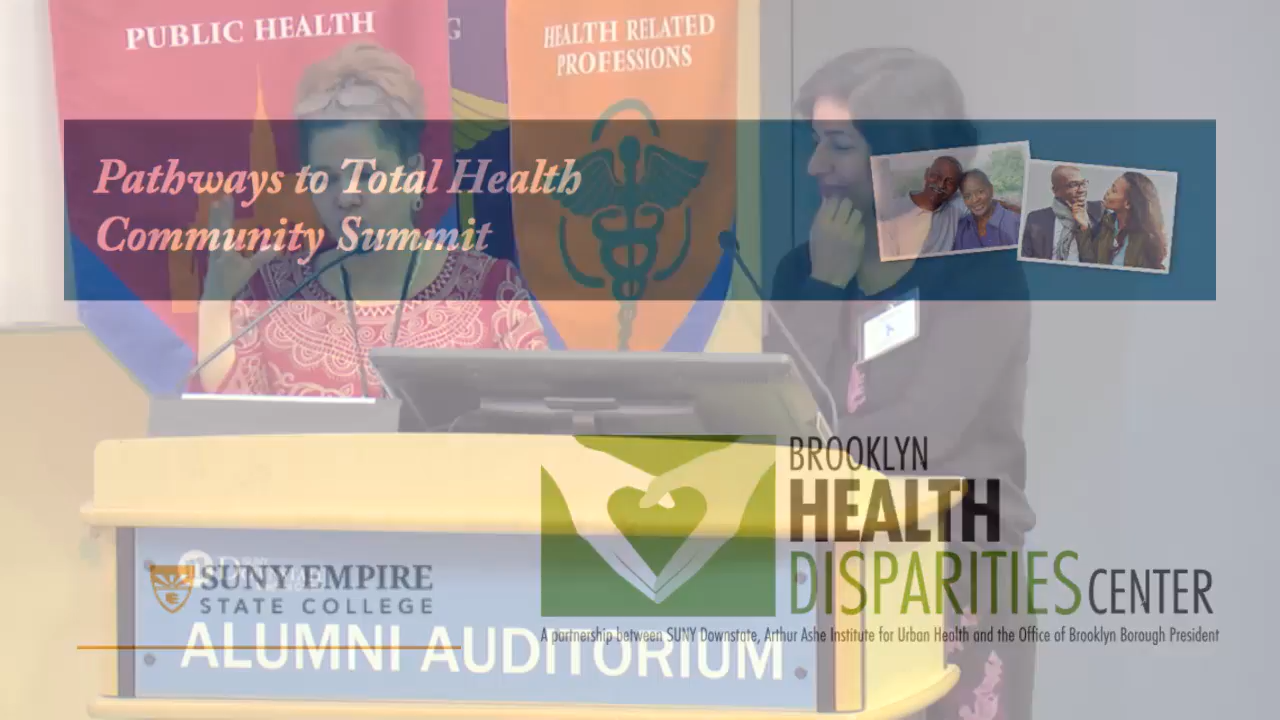 PUBLIC HEALTH
G
HEALTH RELATED
PROFESSIONS
Pathways to Total Health
Community Summit
BROOKLYN
HEALTH
DISPARITIES CENTER
A partnership between SUNY Downstate, Arthur Ashe Institute for Urban Health and the Office of Brooklyn Borough President
SUNY EMPIRE
STATE COLLEGE
ALUMNI AUDITORIUM